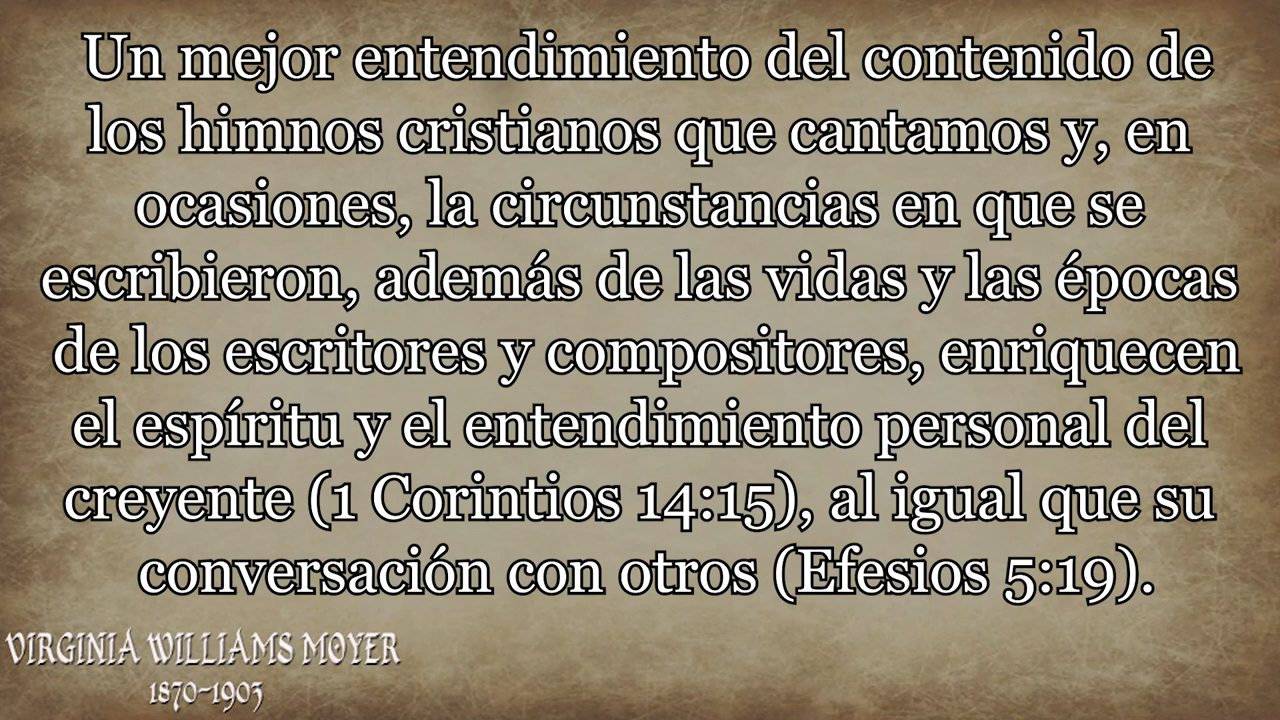 Un mejor entendimiento del contenido de
los himnos cristianos que cantamos y, en
ocasiones, la circunstancias en que se
escribieron, además de las vidas y las épocas
de los escritores y compositores, enriquecen
el espíritu y el entendimiento personal del
creyente (1 Corintios 14:15), al igual que su
conversación con otros (Efesios 5:19).
VIRGINIA WILLIAMS MOYER
1870-1903